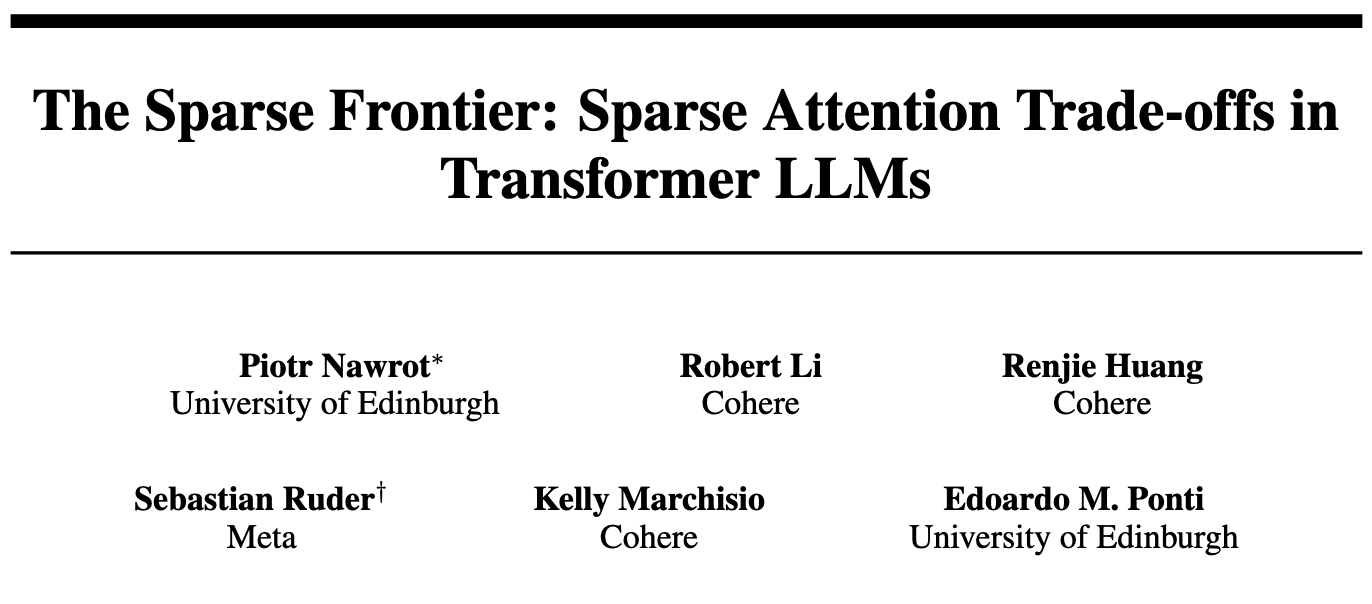 The Sparse Frontier: Sparse Attention Trade-offs in
Transformer LLMs
Piotr Nawrot* Robert Li Renjie Huang
University of Edinburgh Cohere Cohere
Sebastian Ruder† Kelly Marchisio Edoardo M. Ponti
Meta Cohere University of Edinburgh